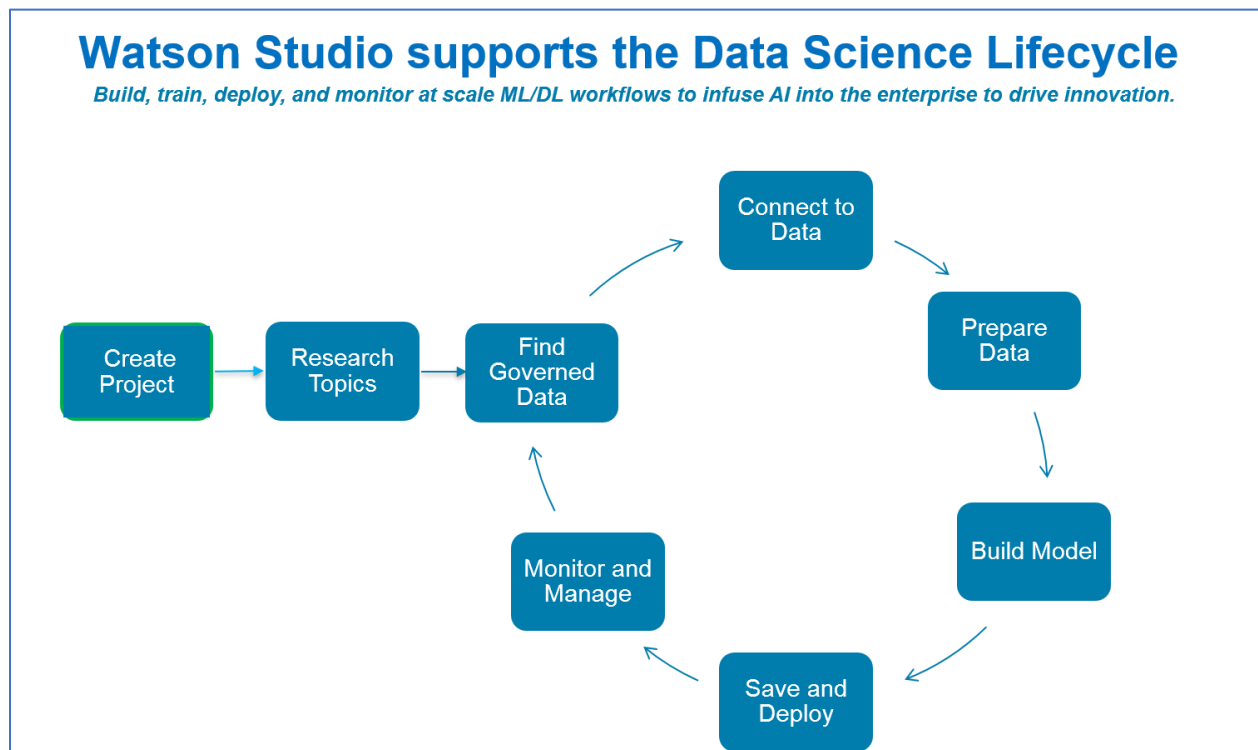 Watson Studio supports the Data Science Lifecycle
Build, train, deploy, and monitor at scale ML/DL workflows to infuse AI into the enterprise to drive innovation.
Create
Project
Research
Topics
Find
Governed
Data
Connect to
Data
Prepare
Data
Build Model
Save and
Deploy
Monitor and
Manage